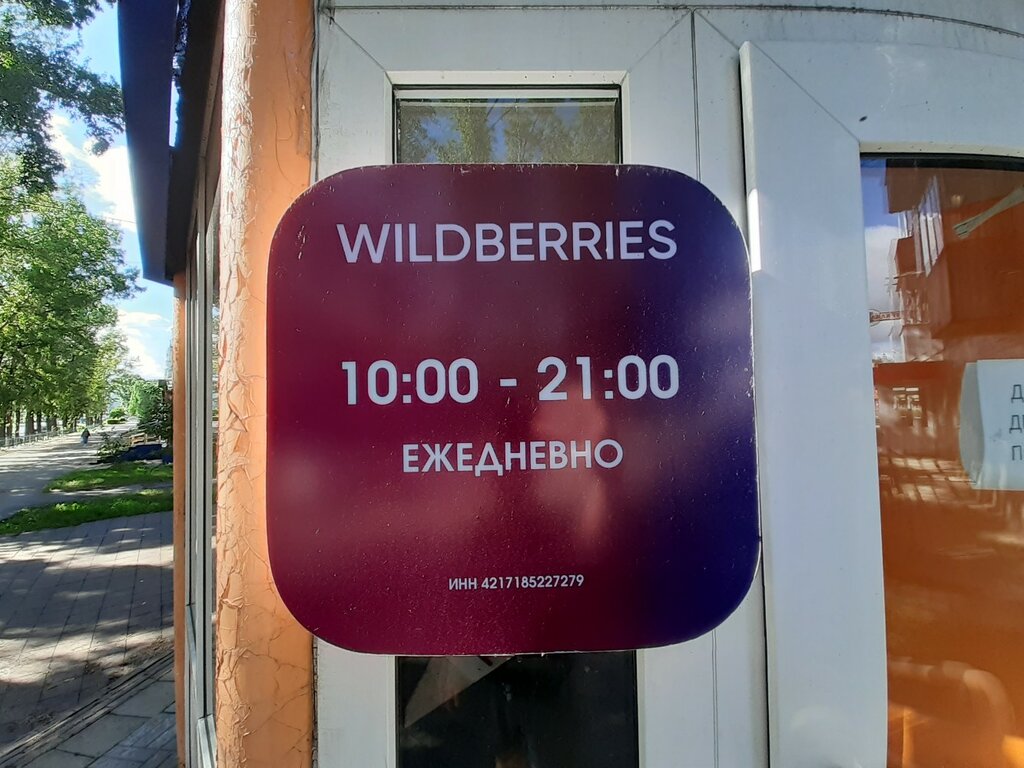 WILDBERRIES
10:00 - 21:00
ЕЖЕДНЕВНО
ИНН 4217185227279